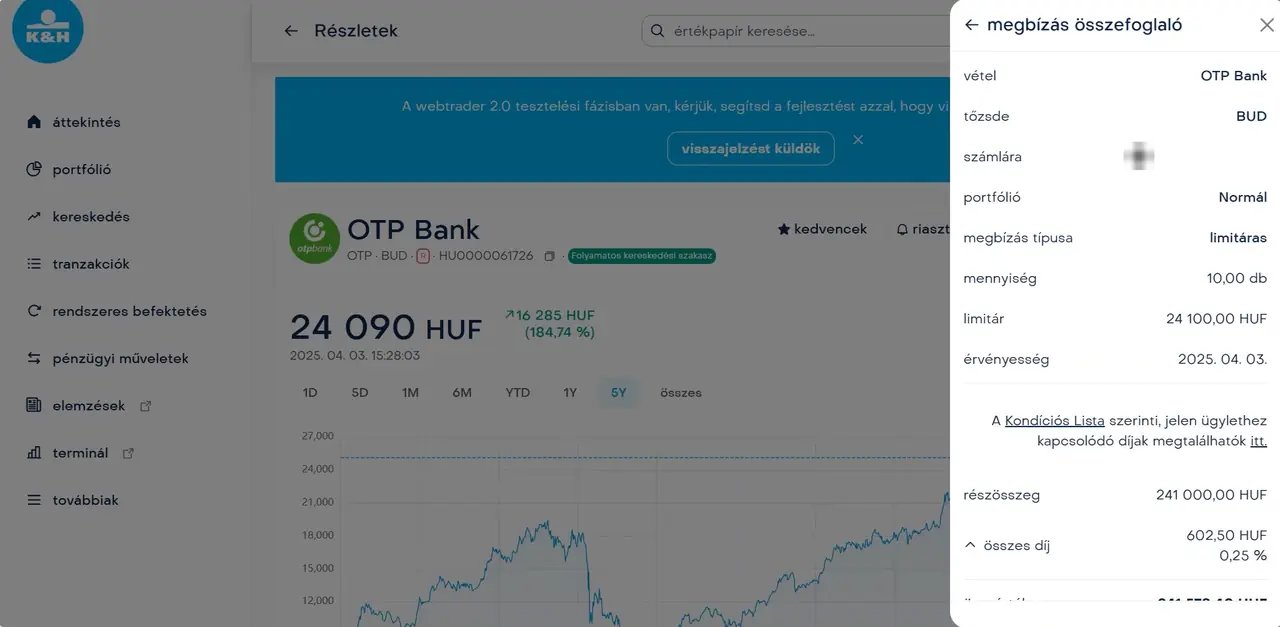 K&H
áttekintés
portfólió
kereskedés
tranzakciók
rendszeres befektetés
pénzügyi műveletek
elemzések
terminál
továbbiak
Részletek
értékpapír keresése...
A webtrader 2.0 tesztelési fázisban van, kérjük, segítsd a fejlesztést azzal, hogy vi
visszajelzést küldök
otpbank
OTP Bank
OTP · BUD · R · HU0000061726 · Folyamatos kereskedési szakasz
kedvencek
riaszt
24 090 HUF
16 285 HUF
(184,74 %)
2025. 04. 03. 15:28:03
1D 5D 1M 6M YTD 1Y 5Y összes
27,000
24,000
21,000
18,000
15,000
12,000
megbízás összefoglaló
vétel OTP Bank
tőzsde BUD
számlára
portfólió Normál
megbízás típusa limitáras
mennyiség 10,00 db
limitár 24 100,00 HUF
érvényesség 2025. 04. 03.
A Kondíciós Lista szerinti, jelen ügylethez
kapcsolódó díjak megtalálhatók itt.
részösszeg 241 000,00 HUF
összes díj 602,50 HUF
0,25 %